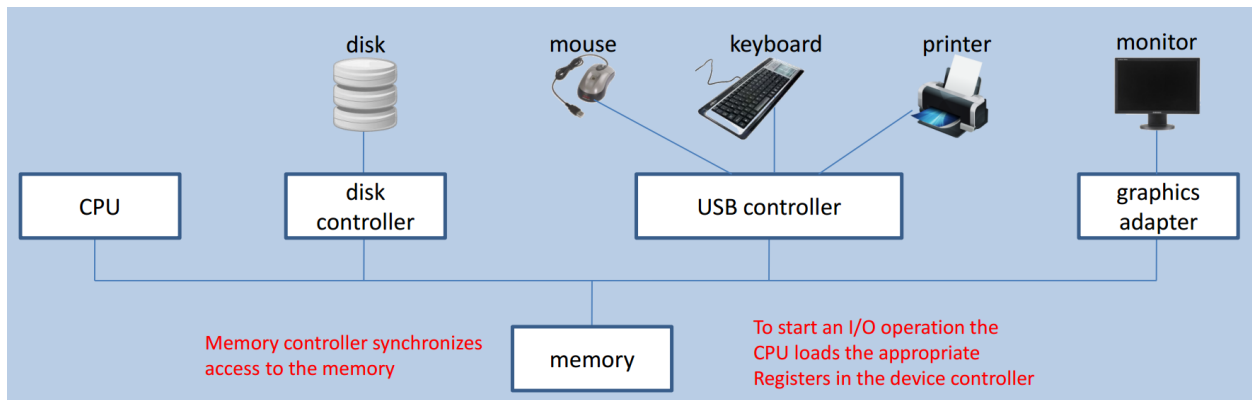 disk
mouse
keyboard
printer
monitor
CPU
disk
controller
USB controller
graphics
adapter
Memory controller synchronizes
access to the memory
memory
To start an I/O operation the
CPU loads the appropriate
Registers in the device controller